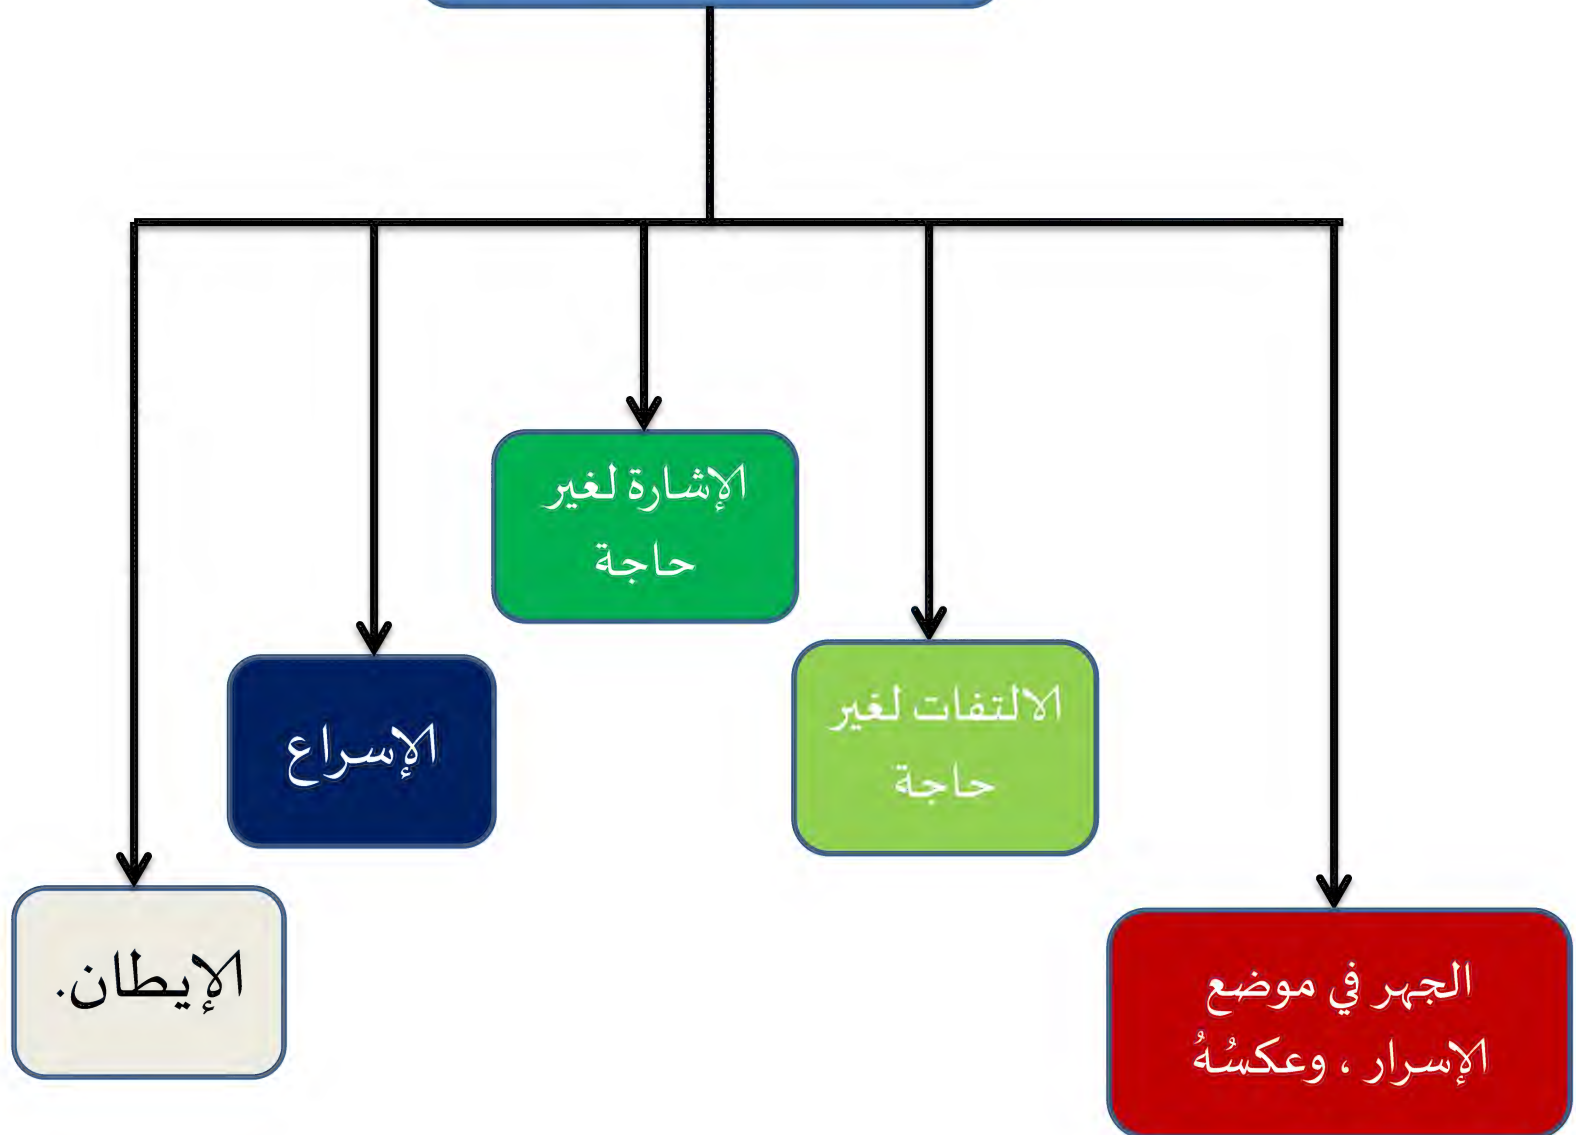 الإشارة لغير
حاجة
الالتفات لغير
حاجة
الإسراع
الجهر في موضع
الإسرار ، وعكسُهُ
الإيطان.